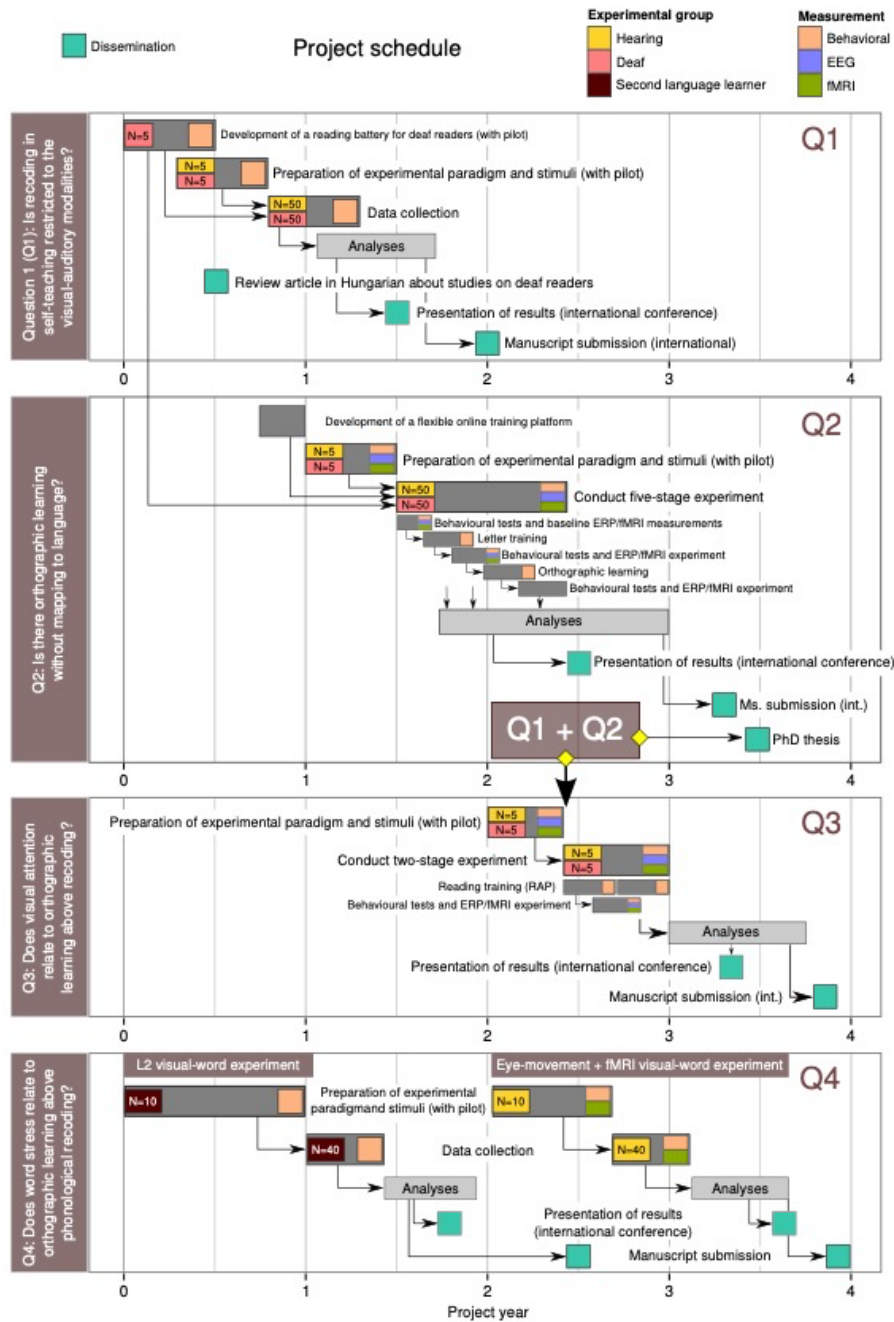 Dissemination
Project schedule
Experimental group
Hearing
Deaf
Second language learner
Measurement
Behavioral
EEG
fMRI
Question 1 (Q1): Is recoding in
self-teaching restricted to the
visual-auditory modalities?
Q1
N=5
Development of a reading battery for deaf readers (with pilot)
N=5
N=5
Preparation of experimental paradigm and stimuli (with pilot)
N=50
N=50
Data collection
Analyses
Review article in Hungarian about studies on deaf readers
Presentation of results (international conference)
Manuscript submission (international)
0 1 2 3 4
Q2: Is there orthographic learning
without mapping to language?
Q2
Development of a flexible online training platform
N=5
N=5
Preparation of experimental paradigm and stimuli (with pilot)
N=50
N=50
Conduct five-stage experiment
Behavioural tests and baseline ERP/fMRI measurements
Letter training
Behavioural tests and ERP/fMRI experiment
Orthographic learning
Behavioural tests and ERP/fMRI experiment
Analyses
Presentation of results (international conference)
Ms. submission (int.)
Q1 + Q2
PhD thesis
0 1 2 3 4
Q3: Does visual attention
relate to orthographic
learning above recoding?
Q3
Preparation of experimental paradigm and stimuli (with pilot)
N=5
N=5
Conduct two-stage experiment
N=5
N=5
Reading training (RAP)
Behavioural tests and ERP/fMRI experiment
Analyses
Presentation of results (international conference)
Manuscript submission (int.)
0 1 2 3 4
Q4: Does word stress relate to
orthographic learning above
phonological recoding?
L2 visual-word experiment
Eye-movement + fMRI visual-word experiment
Q4
N=10
Preparation of experimental
paradigmand stimuli (with pilot)
N=10
N=40
Data collection
N=40
Analyses
Analyses
Presentation of results
(international conference)
Manuscript submission
0 1 2 3 4
Project year